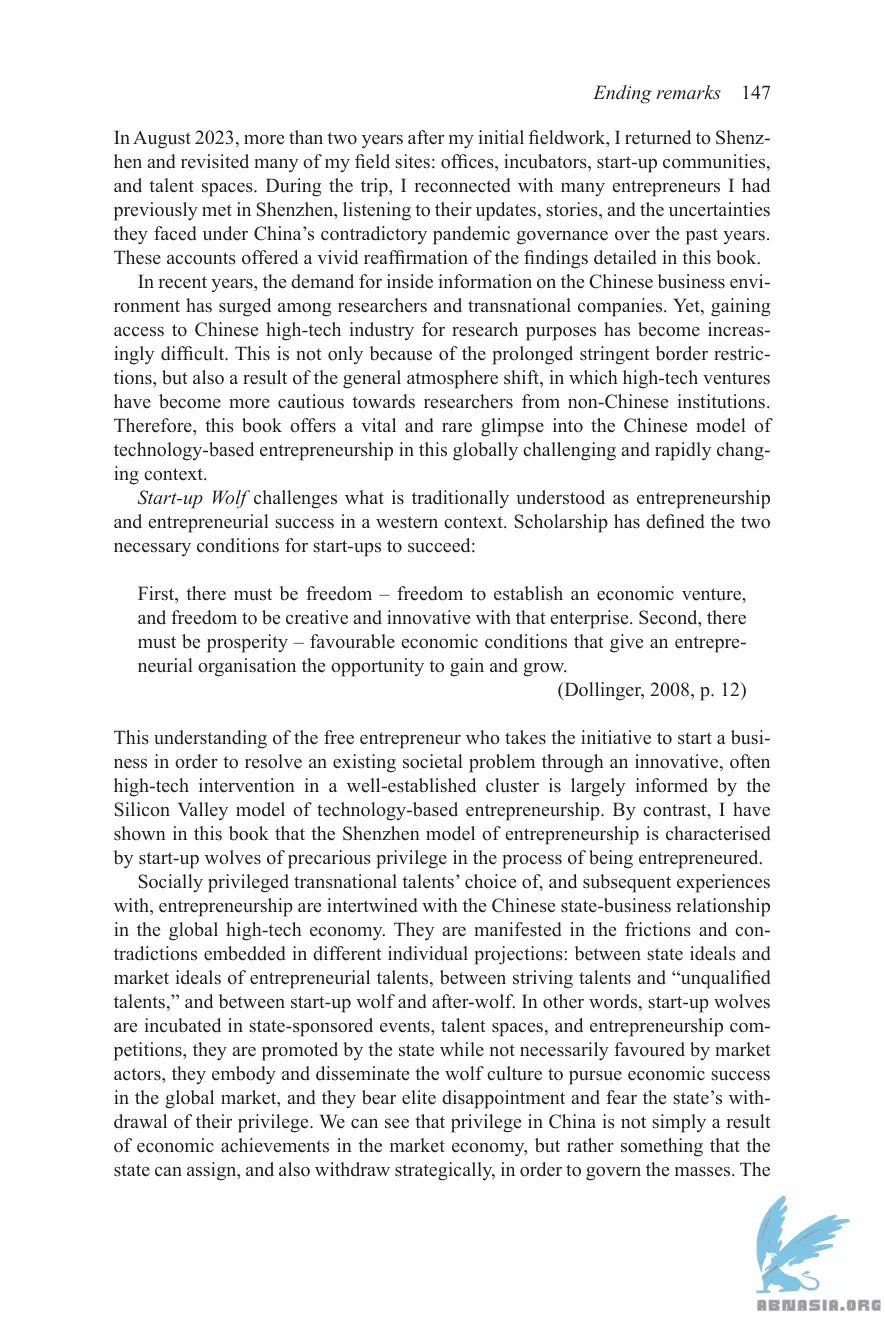 Ending remarks 147
In August 2023, more than two years after my initial fieldwork, I returned to Shenz-
hen and revisited many of my field sites: offices, incubators, start-up communities,
and talent spaces. During the trip, I reconnected with many entrepreneurs I had
previously met in Shenzhen, listening to their updates, stories, and the uncertainties
they faced under China’s contradictory pandemic governance over the past years.
These accounts offered a vivid reaffirmation of the findings detailed in this book.
In recent years, the demand for inside information on the Chinese business envi-
ronment has surged among researchers and transnational companies. Yet, gaining
access to Chinese high-tech industry for research purposes has become increas-
ingly difficult. This is not only because of the prolonged stringent border restric-
tions, but also a result of the general atmosphere shift, in which high-tech ventures
have become more cautious towards researchers from non-Chinese institutions.
Therefore, this book offers a vital and rare glimpse into the Chinese model of
technology-based entrepreneurship in this globally challenging and rapidly chang-
ing context.
Start-up Wolf challenges what is traditionally understood as entrepreneurship
and entrepreneurial success in a western context. Scholarship has defined the two
necessary conditions for start-ups to succeed:
First, there must be freedom – freedom to establish an economic venture,
and freedom to be creative and innovative with that enterprise. Second, there
must be prosperity – favourable economic conditions that give an entrepre-
neurial organisation the opportunity to gain and grow.
(Dollinger, 2008, p. 12)
This understanding of the free entrepreneur who takes the initiative to start a busi-
ness in order to resolve an existing societal problem through an innovative, often
high-tech intervention in a well-established cluster is largely informed by the
Silicon Valley model of technology-based entrepreneurship. By contrast, I have
shown in this book that the Shenzhen model of entrepreneurship is characterised
by start-up wolves of precarious privilege in the process of being entrepreneured.
Socially privileged transnational talents’ choice of, and subsequent experiences
with, entrepreneurship are intertwined with the Chinese state-business relationship
in the global high-tech economy. They are manifested in the frictions and con-
tradictions embedded in different individual projections: between state ideals and
market ideals of entrepreneurial talents, between striving talents and “unqualified
talents,” and between start-up wolf and after-wolf. In other words, start-up wolves
are incubated in state-sponsored events, talent spaces, and entrepreneurship com-
petitions, they are promoted by the state while not necessarily favoured by market
actors, they embody and disseminate the wolf culture to pursue economic success
in the global market, and they bear elite disappointment and fear the state’s with-
drawal of their privilege. We can see that privilege in China is not simply a result
of economic achievements in the market economy, but rather something that the
state can assign, and also withdraw strategically, in order to govern the masses. The
ABNASIA.ORG